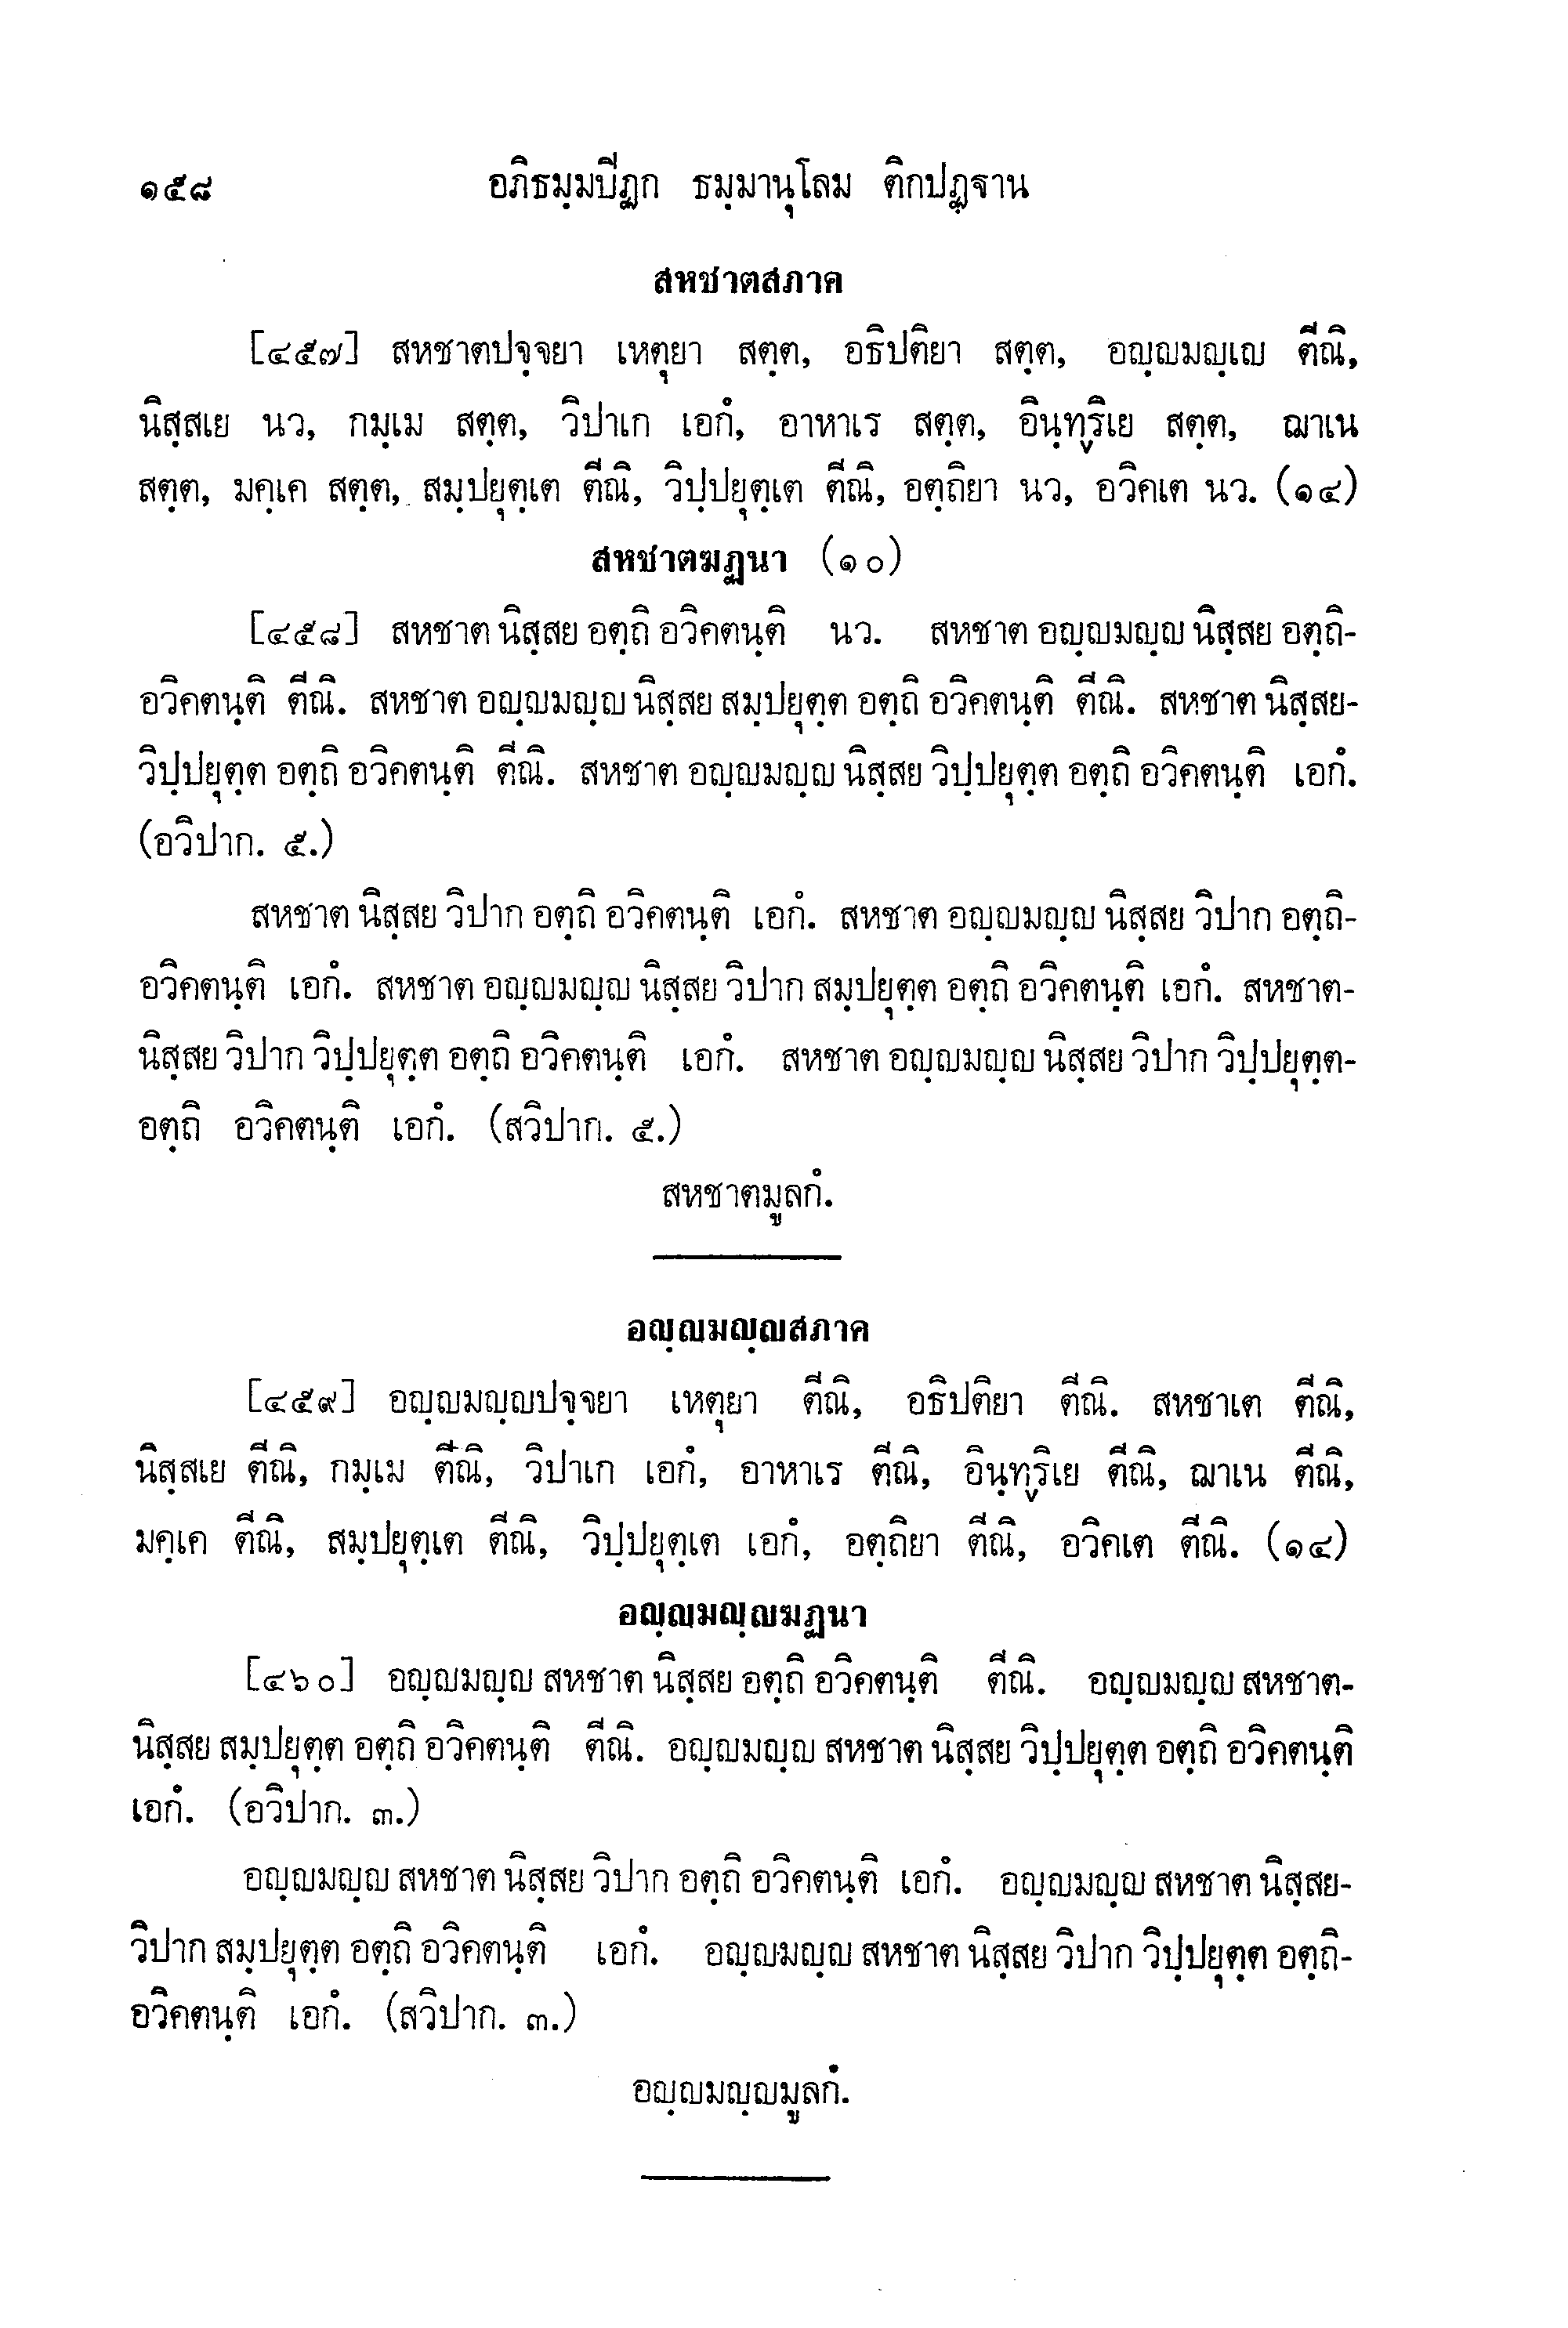 ๑๕๘ อภิธมฺมปิฏก ธมฺมานุโลม ติกปฏฺฐาน
สหชาตสภาค
[๔๕๗] สหชาตปจฺจยา เหตุยา สตฺต, อธิปติยา สตฺต, อญฺญมญฺเญ ตีณิ,
นิสฺสเย นว, กมฺเม สตฺต, วิปาเก เอกํ, อาหาเร สตฺต, อินฺทฺริเย สตฺต, ฌาเน
สตฺต, มคฺเค สตฺต, สมฺปยุตฺเต ตีณิ, วิปฺปยุตฺเต ตีณิ, อตฺถิยา นว, อวิคเต นว. (๑๔)
สหชาตฆฏนา (๑๐)
[๔๕๘] สหชาต นิสฺสย อตฺถิ อวิคตนฺติ นว. สหชาต อญฺญมญฺญ นิสฺสย อตฺถิ-
อวิคตนฺติ ตีณิ. สหชาต อญฺญมญฺญ นิสฺสย สมฺปยุตฺต อตฺถิ อวิคตนฺติ ตีณิ. สหชาต นิสฺสย-
วิปฺปยุตฺต อตฺถิ อวิคตนฺติ ตีณิ. สหชาต อญฺญมญฺญ นิสฺสย วิปฺปยุตฺต อตฺถิ อวิคตนฺติ เอกํ.
(อวิปาก. ๕.)
สหชาต นิสฺสย วิปาก อตฺถิ อวิคตนฺติ เอกํ. สหชาต อญฺญมญฺญ นิสฺสย วิปาก อตฺถิ-
อวิคตนฺติ เอกํ. สหชาต อญฺญมญฺญ นิสฺสย วิปาก สมฺปยุตฺต อตฺถิ อวิคตนฺติ เอกํ. สหชาต-
นิสฺสย วิปาก วิปฺปยุตฺต อตฺถิ อวิคตนฺติ เอกํ. สหชาต อญฺญมญฺญ นิสฺสย วิปาก วิปฺปยุตฺต-
อตฺถิ อวิคตนฺติ เอกํ. (สวิปาก. ๕.)
สหชาตมูลกํ.
อญฺญมญฺญสภาค
[๔๕๙] อญฺญมญฺญปจฺจยา เหตุยา ตีณิ, อธิปติยา ตีณิ. สหชาเต ตีณิ,
นิสฺสเย ตีณิ, กมฺเม ตีณิ, วิปาเก เอกํ, อาหาเร ตีณิ, อินฺทฺริเย ตีณิ, ฌาเน ตีณิ,
มคฺเค ตีณิ, สมฺปยุตฺเต ตีณิ, วิปฺปยุตฺเต เอกํ, อตฺถิยา ตีณิ, อวิคเต ตีณิ. (๑๔)
อญฺญมญฺญฆฏนา
[๔๖๐] อญฺญมญฺญ สหชาต นิสฺสย อตฺถิ อวิคตนฺติ ตีณิ. อญฺญมญฺญ สหชาต-
นิสฺสย สมฺปยุตฺต อตฺถิ อวิคตนฺติ ตีณิ. อญฺญมญฺญ สหชาต นิสฺสย วิปฺปยุตฺต อตฺถิ อวิคตนฺติ
เอกํ. (อวิปาก. ๓.)
อญฺญมญฺญ สหชาต นิสฺสย วิปาก อตฺถิ อวิคตนฺติ เอกํ. อญฺญมญฺญ สหชาต นิสฺสย-
วิปาก สมฺปยุตฺต อตฺถิ อวิคตนฺติ เอกํ. อญฺญมญฺญ สหชาต นิสฺสย วิปาก วิปฺปยุตฺต อตฺถิ-
อวิคตนฺติ เอกํ. (สวิปาก. ๓.)
อญฺญมญฺญมูลกํ.